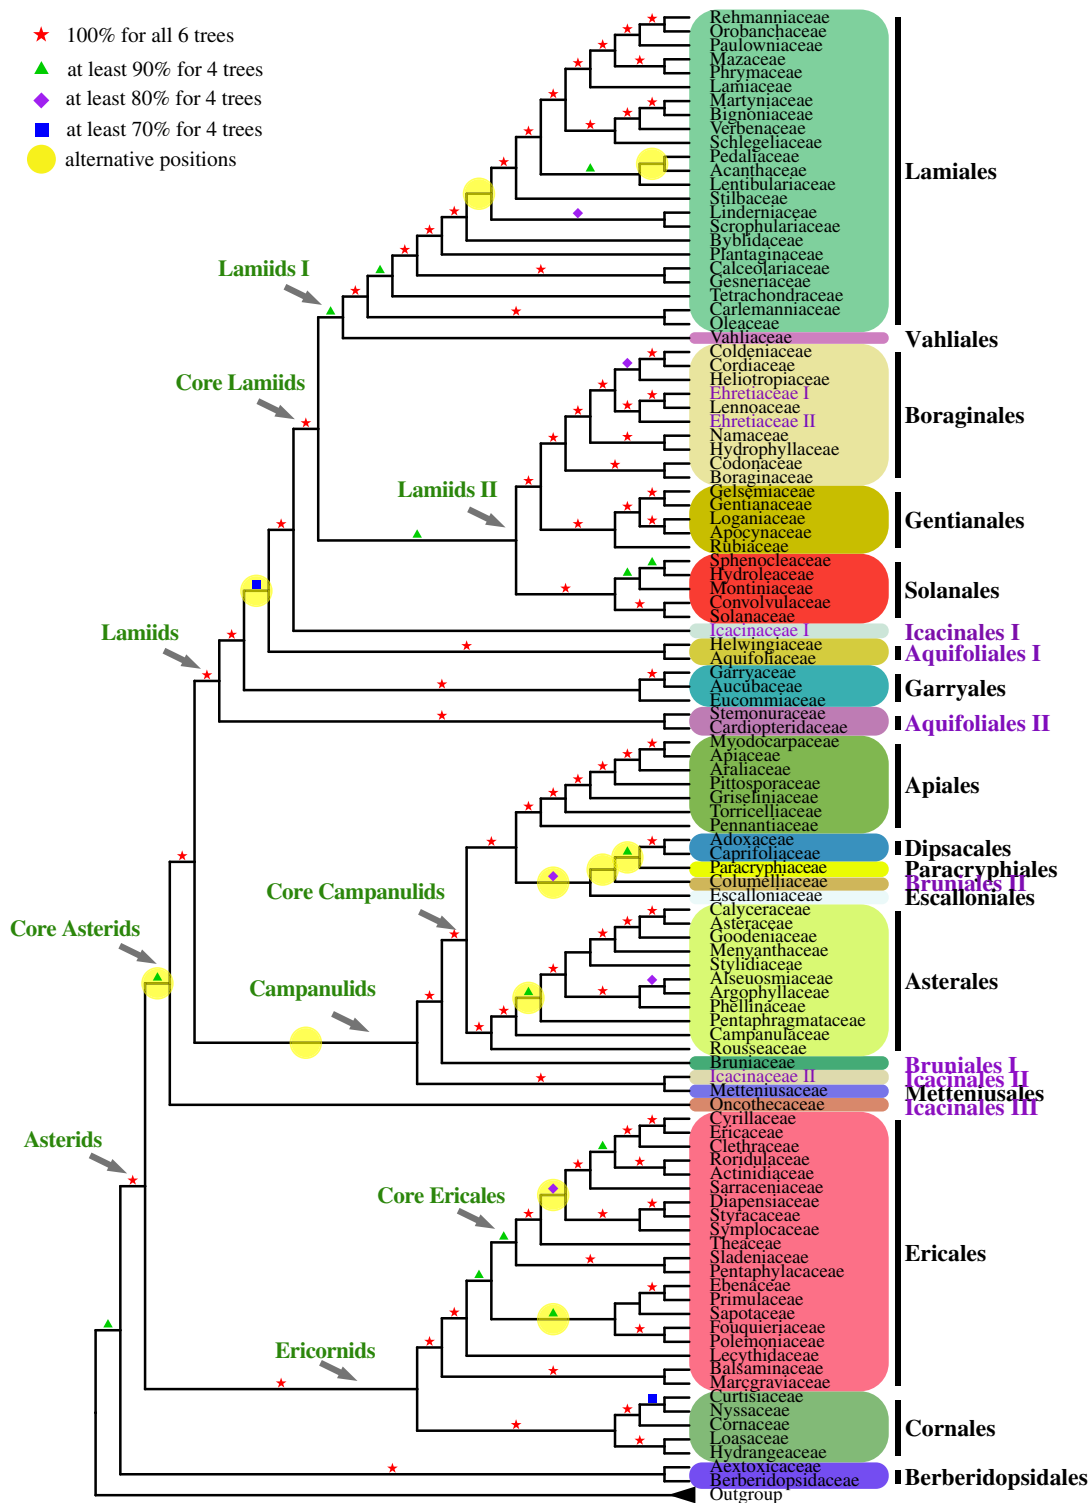 100% for all 6 trees
at least 90% for 4 trees
at least 80% for 4 trees
at least 70% for 4 trees
alternative positions
Rehmanniaceae
Orobanchaceae
Paulowniaceae
Mazaceae
Phrymaceae
Lamiaceae
Martyniaceae
Bignoniaceae
Verbenaceae
Schlegeliaceae
Pedaliaceae
Acanthaceae
Lentibulariaceae
Stilbaceae
Linderniaceae
Scrophulariaceae
Byblidaceae
Plantaginaceae
Calceolariaceae
Gesneriaceae
Tetrachondraceae
Carlemanniaceae
Oleaceae
Lamiales
Lamiids I
Vahliaceae
Vahliales
Core Lamiids
Coldeniaceae
Cordiaceae
Heliotropiaceae
Ehretiaceae I
Lennoaceae
Ehretiaceae II
Namaceae
Hydrophyllaceae
Codonaceae
Boraginaceae
Boraginales
Lamiids II
Gelsemiaceae
Gentianaceae
Loganiaceae
Apocynaceae
Rubiaceae
Gentianales
Sphenocleaceae
Hydroleaceae
Montiniaceae
Convolvulaceae
Solanaceae
Solanales
Lamiids
Icacinaceae I
Icacinales I
Helwingiaceae
Aquifoliaceae
Aquifoliales I
Garryaceae
Aucubaceae
Eucommiaceae
Garryales
Stemonuraceae
Cardiopteridaceae
Aquifoliales II
Myodocarpaceae
Apiaceae
Araliaceae
Pittosporaceae
Griseliniaceae
Torricelliaceae
Pennantiaceae
Apiales
Adoxaceae
Caprifoliaceae
Dipsacales
Paracryphiaceae
Paracryphiales
Columelliaceae
Bruniales II
Escalloniaceae
Escalloniales
Core Campanulids
Core Asterids
Campanulids
Calyceraceae
Asteraceae
Goodeniaceae
Menyanthaceae
Stylidiaceae
Alseuosmiaceae
Argophyllaceae
Phellinaceae
Pentaphragmataceae
Campanulaceae
Rousseaceae
Asterales
Bruniaceae
Bruniales I
Icacinaceae II
Icacinales II
Metteniusaceae
Metteniusales
Oncothecaceae
Icacinales III
Asterids
Core Ericales
Cyrillaceae
Ericaceae
Clethraceae
Roridulaceae
Actinidiaceae
Sarraceniaceae
Diapensiaceae
Styracaceae
Symplocaceae
Theaceae
Sladeniaceae
Pentaphylacaceae
Ebenaceae
Primulaceae
Sapotaceae
Fouquieriaceae
Polemoniaceae
Lecythidaceae
Balsaminaceae
Marcgraviaceae
Ericales
Ericornids
Curtisiaceae
Nyssaceae
Cornaceae
Loasaceae
Hydrangeaceae
Cornales
Aextoxicaceae
Berberidopsidaceae
Berberidopsidales
Outgroup